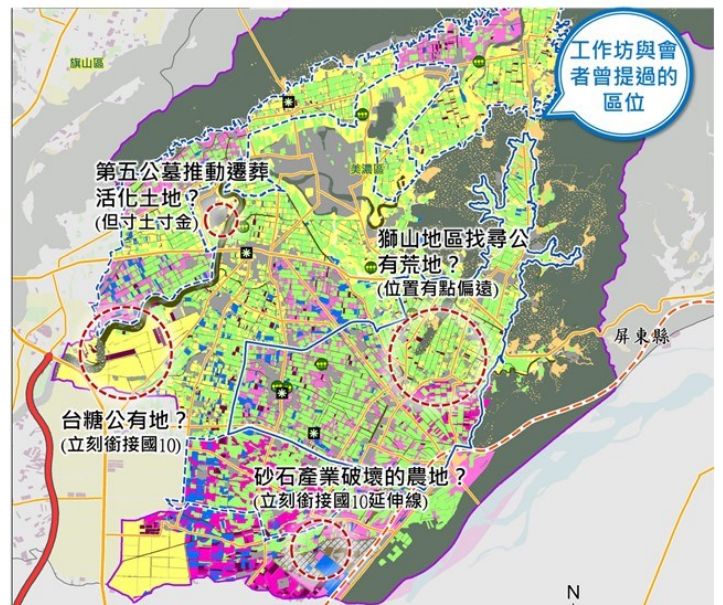 工作坊與會
者曾提過的
區位
旗山區
美濃區
第五公墓推動遷葬
活化土地？
(但寸土寸金)
獅山地區找尋公
有荒地？
(位置有點偏遠)
屏東縣
台糖公有地？
(立刻銜接國10)
砂石產業破壞的農地？
(立刻銜接國10延伸線)
N